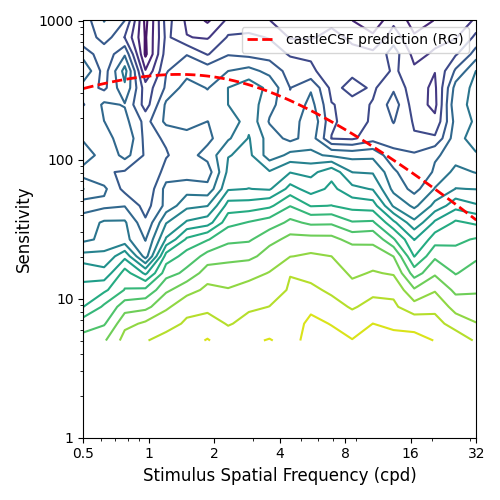 1000
castleCSF prediction (RG)
100
10
1
Sensitivity
0.5 1 2 4 8 16 32
Stimulus Spatial Frequency (cpd)